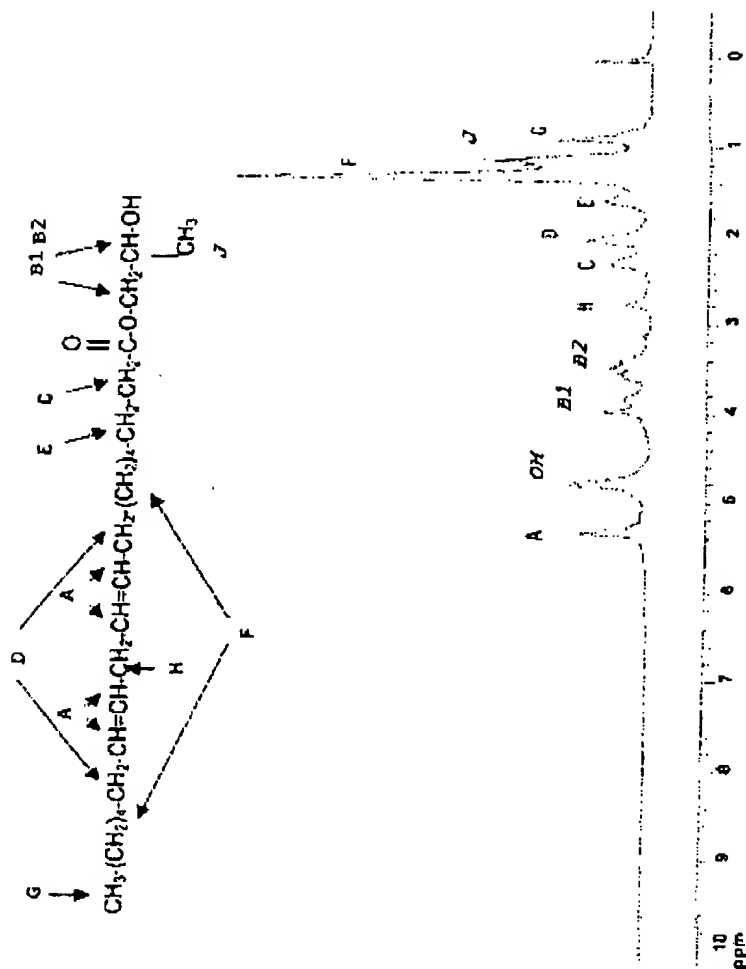 D
A A
G E C O B1 B2
CH3-(CH2)4-CH2-CH=CH-CH2-CH=CH-CH2-(CH2)4-CH2-CH2-C-O-CH2-CH-OH
CH3
H
J
F
F
J
G
D
E
C
H
B2
B1
OH
A
10 9 8 7 6 5 4 3 2 1 0
ppm